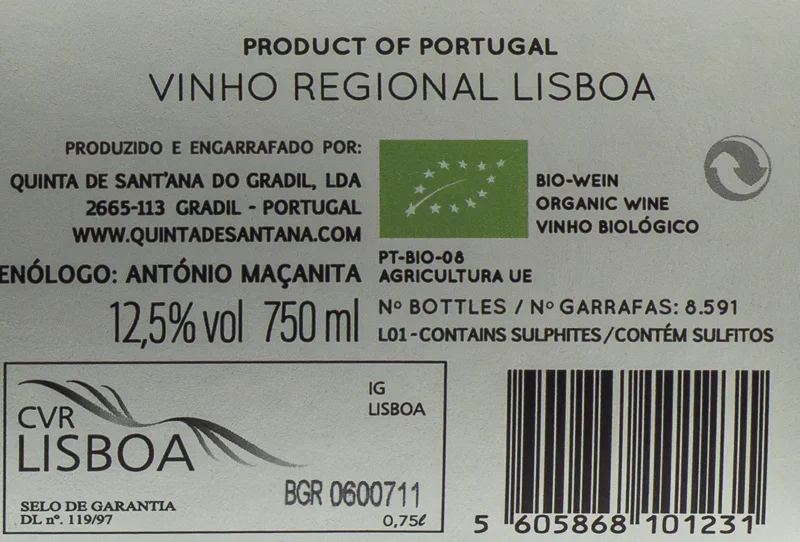 PRODUCT OF PORTUGAL
VINHO REGIONAL LISBOA
PRODUZIDO E ENGARRAFADO POR:
QUINTA DE SANT'ANA DO GRADIL, LDA
2665-113 GRADIL - PORTUGAL
WWW.QUINTADESANTANA.COM
ENÓLOGO: ANTÓNIO MAÇANITA
12,5% vol 750 ml
BIO-WEIN
ORGANIC WINE
VINHO BIOLÓGICO
PT-BIO-08
AGRICULTURA UE
Nº BOTTLES / Nº GARRAFAS: 8.591
L01-CONTAINS SULPHITES/CONTÉM SULFITOS
CVR
LISBOA
IG
LISBOA
BGR 0600711
SELO DE GARANTIA
DL nº. 119/97
0,75ℓ
5 605868 101231